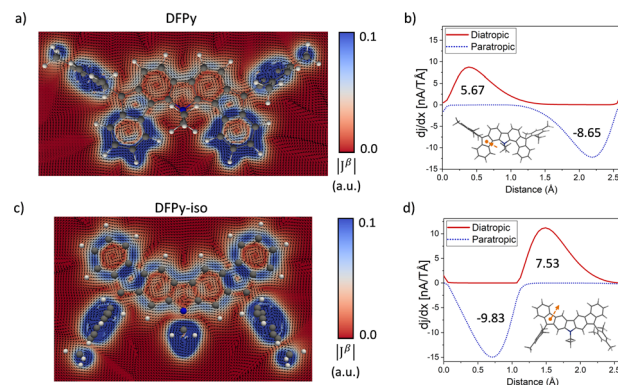 a)
DFPy
0.1
0.0
|J^β|
(a.u.)
b)
Diatropic
Paratropic
5.67
-8.65
dj/dx [nA/TÅ]
15
10
5
0
-5
-10
-15
0.0 0.5 1.0 1.5 2.0 2.5
Distance (Å)
c)
DFPy-iso
0.1
0.0
|J^β|
(a.u.)
d)
Diatropic
Paratropic
7.53
-9.83
dj/dx [nA/TÅ]
10
5
0
-5
-10
-15
0.0 0.5 1.0 1.5 2.0 2.5
Distance (Å)